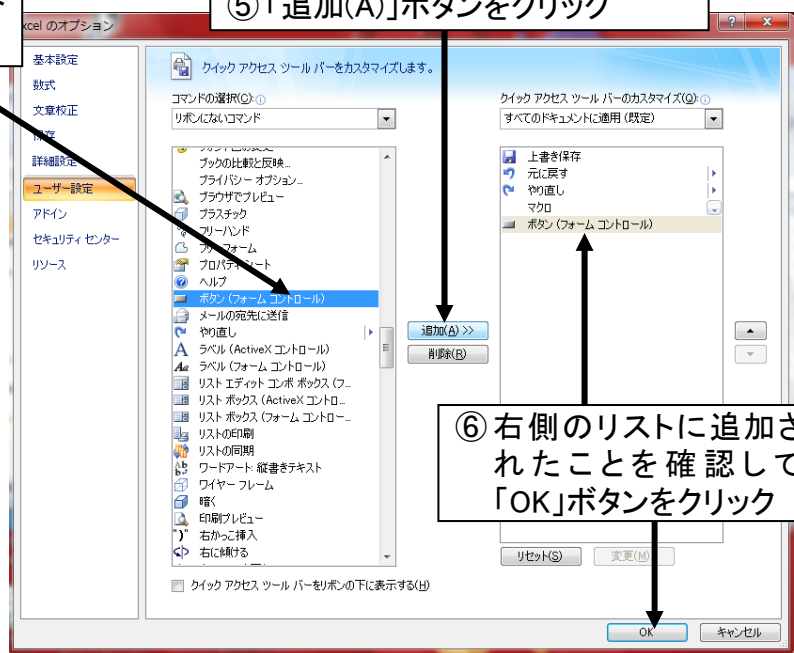 ⑤「追加(A)」ボタンをクリック
xcel のオプション
基本設定
数式
文章校正
保存
詳細設定
ユーザー設定
アドイン
セキュリティ センター
リソース
クイック アクセス ツール バーをカスタマイズします。
コマンドの選択(C):
リボンにないコマンド
ブックの比較と反映...
プライバシー オプション...
ブラウザでプレビュー
プラスチック
フリーハンド
フリーフォーム
プロパティ シート
ヘルプ
ボタン (フォーム コントロール)
メールの宛先に送信
やり直し
ラベル (ActiveX コントロール)
ラベル (フォーム コントロール)
リスト エディット コンボ ボックス (フ...
リスト ボックス (ActiveX コントロ...
リスト ボックス (フォーム コントロー...
リストの印刷
リストの同期
ワードアート: 縦書きテキスト
ワイヤー フレーム
暗く
印刷プレビュー
右かっこ挿入
右に傾ける
クイック アクセス ツール バーをリボンの下に表示する(H)
追加(A) >>
削除(R)
クイック アクセス ツール バーのカスタマイズ(Q):
すべてのドキュメントに適用 (既定)
上書き保存
元に戻す
やり直し
マクロ
ボタン (フォーム コントロール)
⑥右側のリストに追加さ
れたことを確認して
「OK」ボタンをクリック
リセット(S)
変更(M)
OK
キャンセル